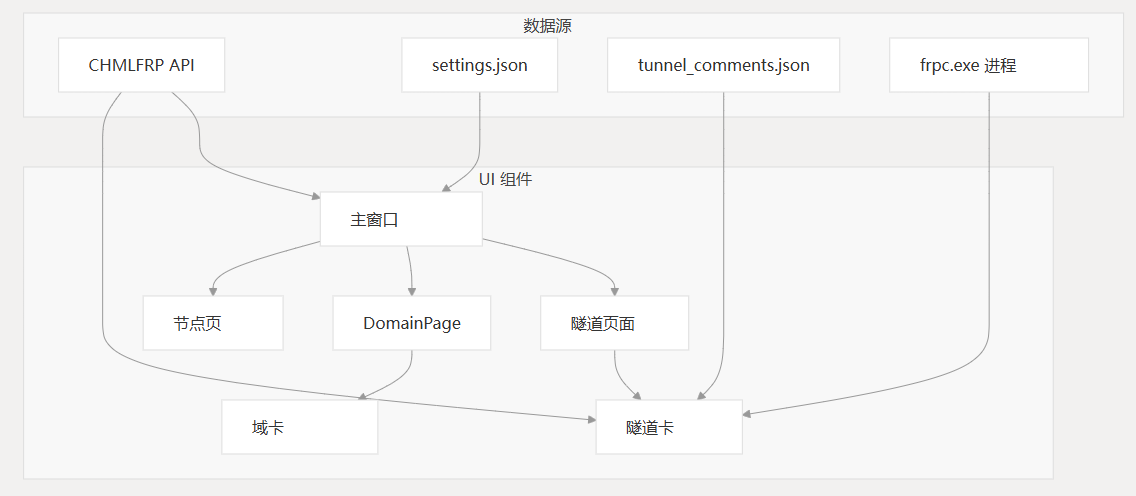 数据源
CHMLFRP API
settings.json
tunnel_comments.json
frpc.exe 进程
UI 组件
主窗口
节点页
DomainPage
隧道页面
域卡
隧道卡